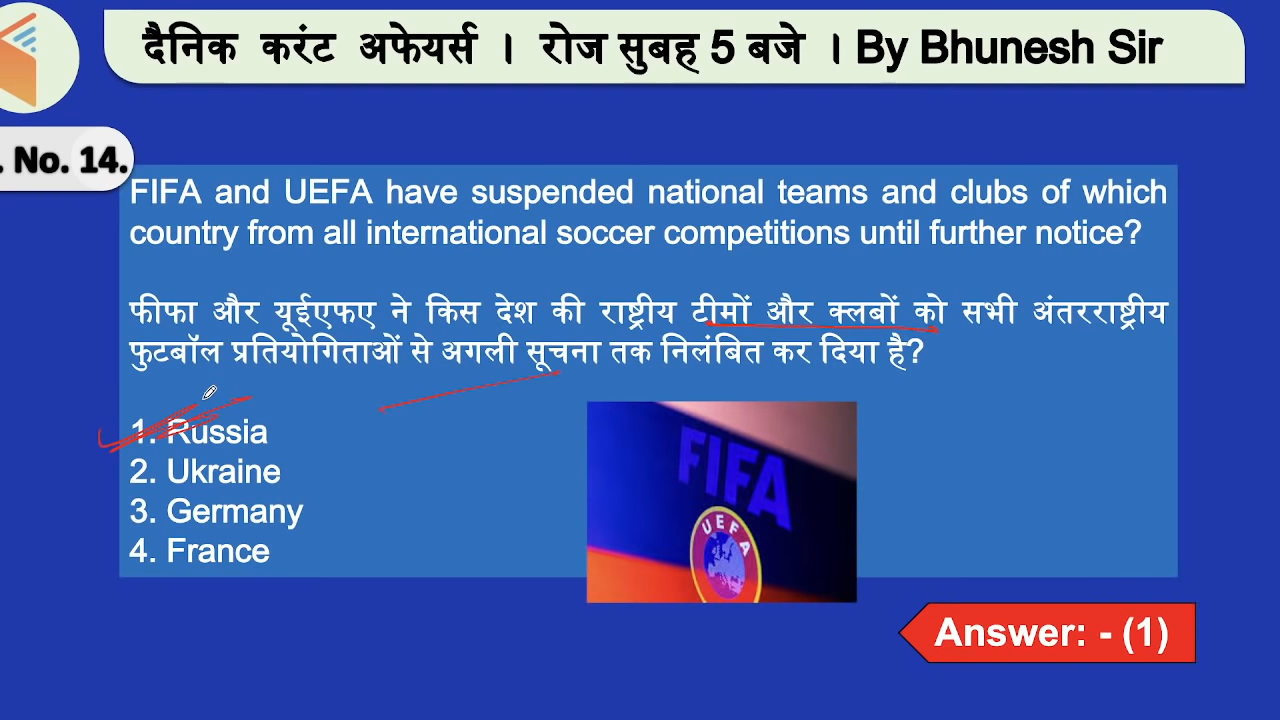 दैनिक करंट अफेयर्स । रोज सुबह 5 बजे । By Bhunesh Sir
. No. 14.
FIFA and UEFA have suspended national teams and clubs of which
country from all international soccer competitions until further notice?
फीफा और यूईएफए ने किस देश की राष्ट्रीय टीमों और क्लबों को सभी अंतरराष्ट्रीय
फुटबॉल प्रतियोगिताओं से अगली सूचना तक निलंबित कर दिया है?
1. Russia
2. Ukraine
3. Germany
4. France
FIFA
UEFA
Answer: - (1)